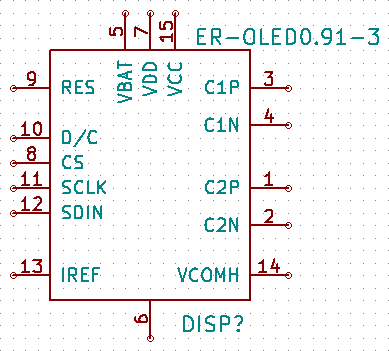 5 VBAT
7 VDD
15 VCC
ER-OLED0.91-3
9 RES
C1P 3
C1N 4
10 D/C
8 CS
11 SCLK
C2P 1
12 SDIN
C2N 2
13 IREF
VCOMH 14
6
DISP?